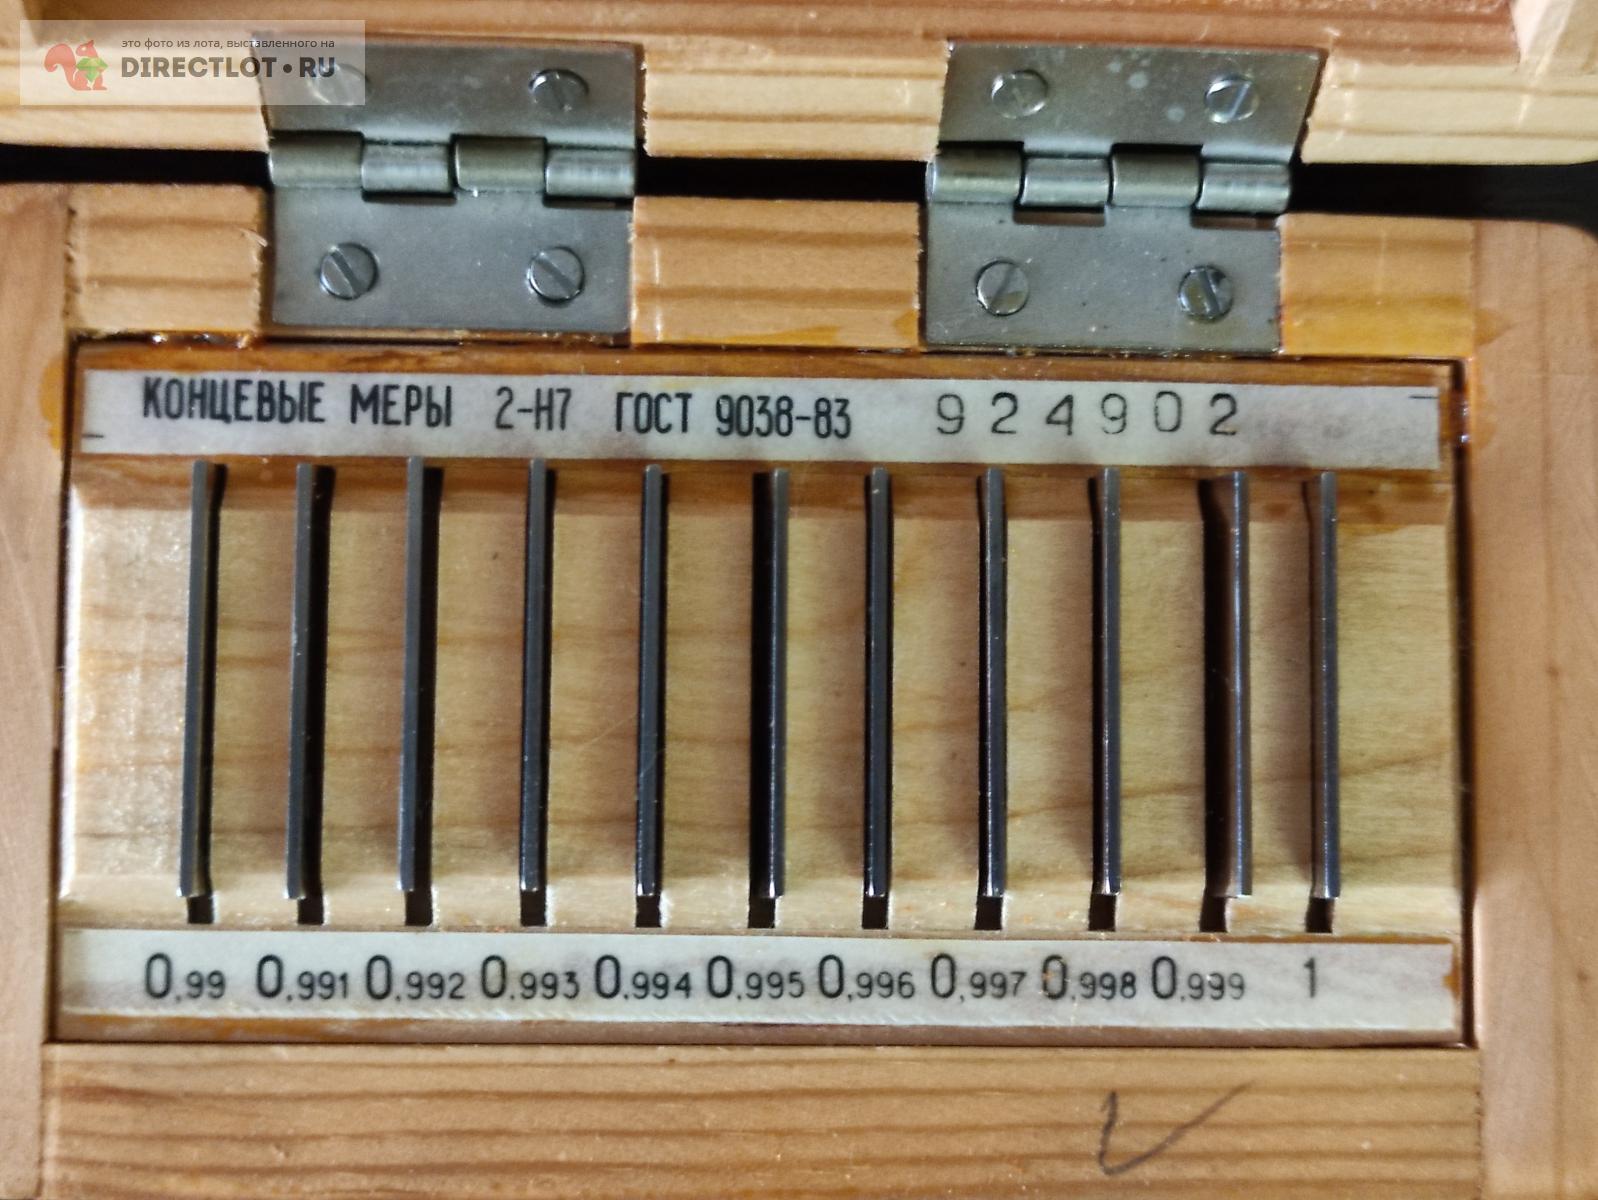 это фото из лота, выставленного на
DIRECTLOT•RU
КОНЦЕВЫЕ МЕРЫ 2-Н7 ГОСТ 9038-83 924902
0,99 0,991 0,992 0,993 0,994 0,995 0,996 0,997 0,998 0,999 1